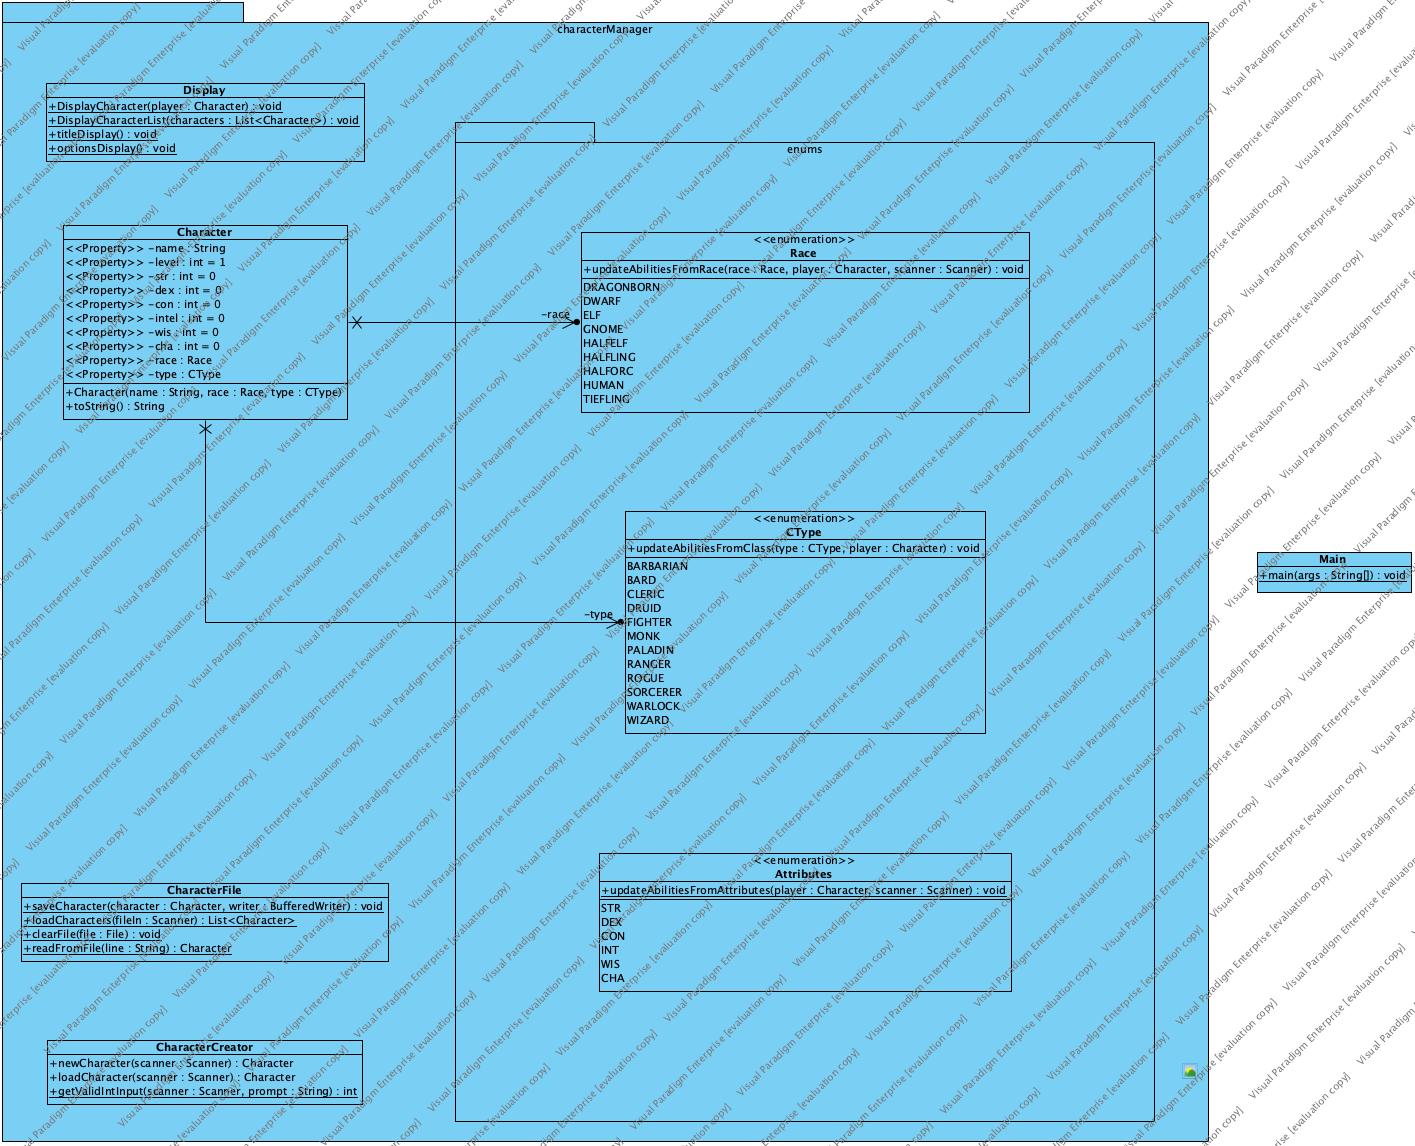 characterManager
Display
+DisplayCharacter(player : Character) : void
+DisplayCharacterList(characters : List<Character>) : void
+titleDisplay() : void
+optionsDisplay() : void
Character
<<Property>> -name : String
<<Property>> -level : int = 1
<<Property>> -str : int = 0
<<Property>> -dex : int = 0
<<Property>> -con : int = 0
<<Property>> -intel : int = 0
<<Property>> -wis : int = 0
<<Property>> -cha : int = 0
<<Property>> -race : Race
<<Property>> -type : CType
+Character(name : String, race : Race, type : CType)
+toString() : String
enums
-race
<<enumeration>>
Race
+updateAbilitiesFromRace(race : Race, player : Character, scanner : Scanner) : void
DRAGONBORN
DWARF
ELF
GNOME
HALFELF
HALFLING
HALFORC
HUMAN
TIEFLING
-type
<<enumeration>>
CType
+updateAbilitiesFromClass(type : CType, player : Character) : void
BARBARIAN
BARD
CLERIC
DRUID
FIGHTER
MONK
PALADIN
RANGER
ROGUE
SORCERER
WARLOCK
WIZARD
Main
+main(args : String[]) : void
<<enumeration>>
Attributes
+updateAbilitiesFromAttributes(player : Character, scanner : Scanner) : void
STR
DEX
CON
INT
WIS
CHA
CharacterFile
+saveCharacter(character : Character, writer : BufferedWriter) : void
+loadCharacters(fileIn : Scanner) : List<Character>
+clearFile(file : File) : void
+readFromFile(line : String) : Character
CharacterCreator
+newCharacter(scanner : Scanner) : Character
+loadCharacter(scanner : Scanner) : Character
+getValidIntInput(scanner : Scanner, prompt : String) : int
Visual Paradigm Enterprise [evaluation copy]